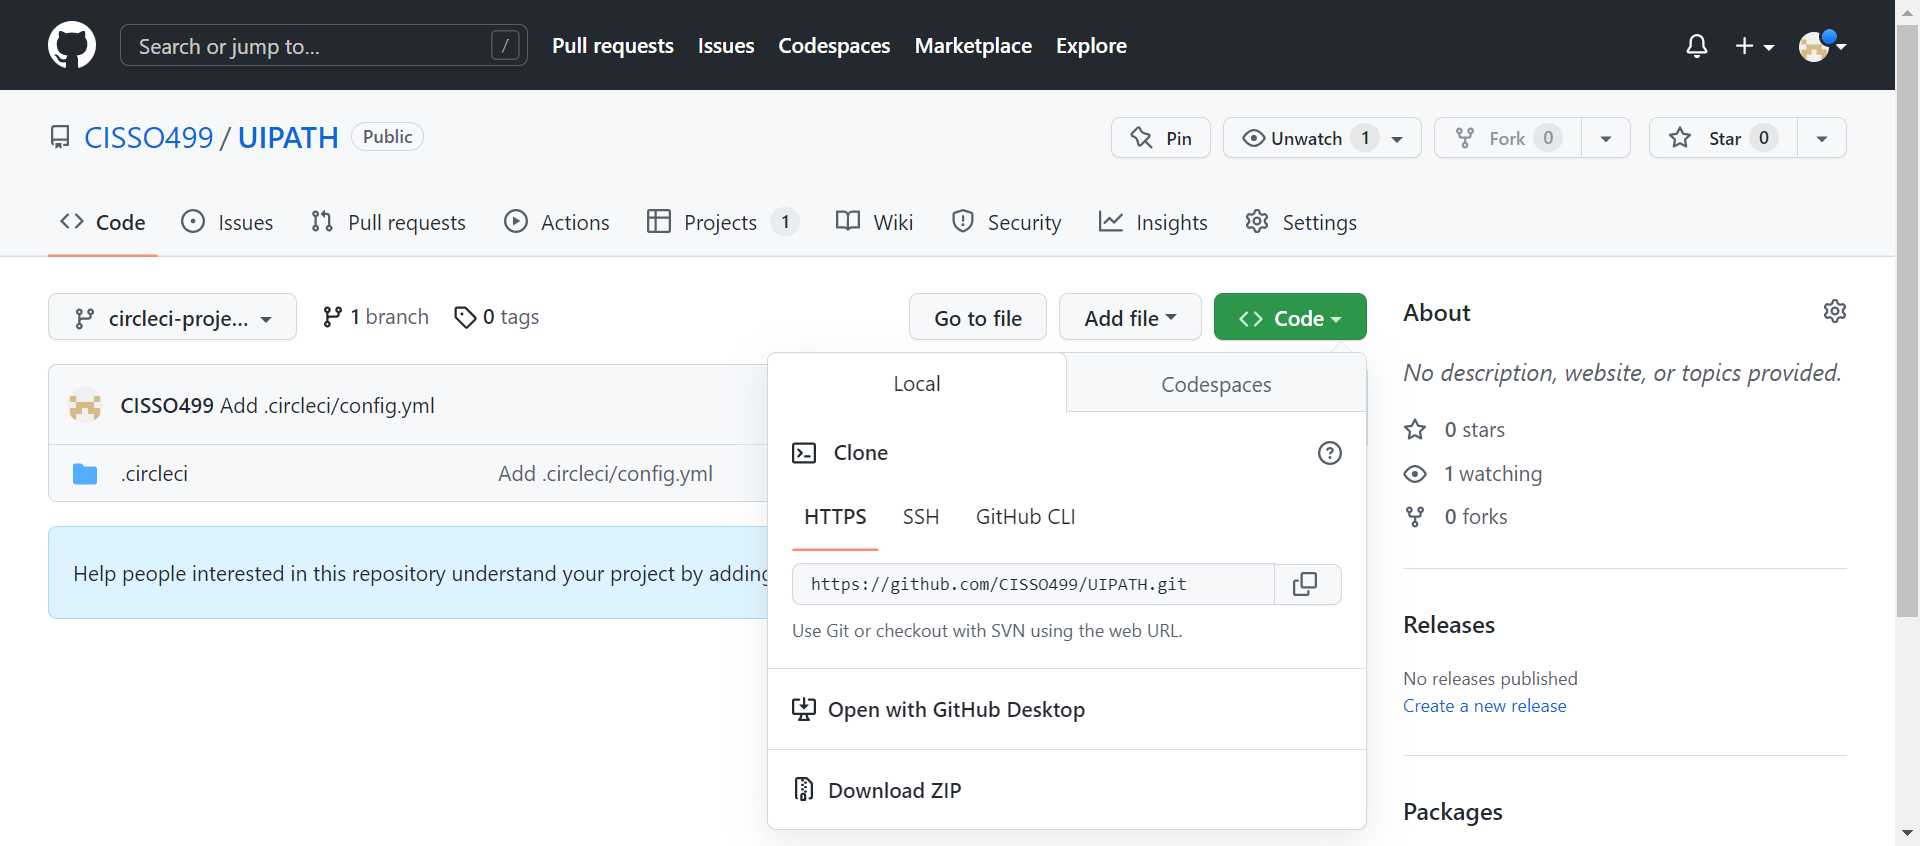 Search or jump to... / Pull requests Issues Codespaces Marketplace Explore
CISSO499 / UIPATH Public Pin Unwatch 1 Fork 0 Star 0
Code Issues Pull requests Actions Projects 1 Wiki Security Insights Settings
circleci-proje... 1 branch 0 tags Go to file Add file Code
CISSO499 Add .circleci/config.yml
.circleci Add .circleci/config.yml
Help people interested in this repository understand your project by adding
Local Codespaces
Clone
HTTPS SSH GitHub CLI
https://github.com/CISSO499/UIPATH.git
Use Git or checkout with SVN using the web URL.
Open with GitHub Desktop
Download ZIP
About
No description, website, or topics provided.
0 stars
1 watching
0 forks
Releases
No releases published
Create a new release
Packages